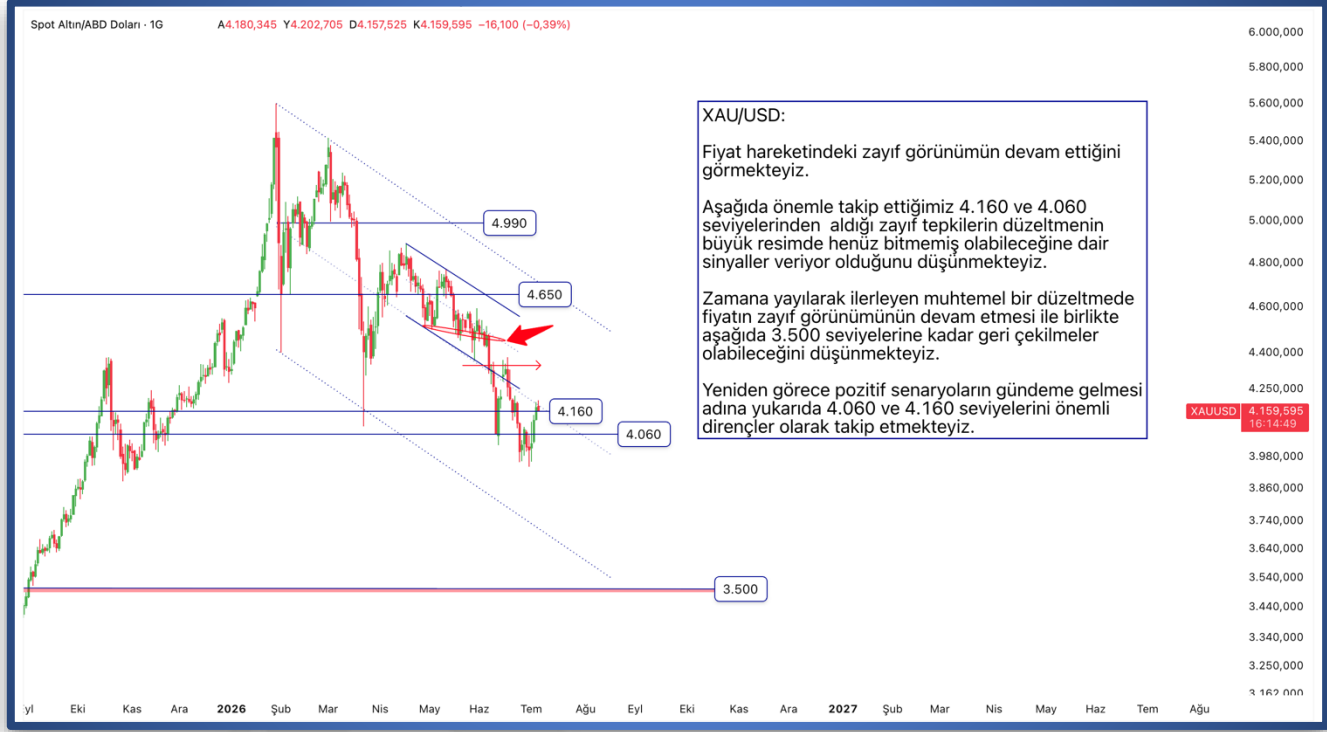 Spot Altın/ABD Doları · 1G A4.180,345 Y4.202,705 D4.157,525 K4.159,595 −16,100 (−0,39%)
6.000,000
5.800,000
5.600,000
5.400,000
5.200,000
5.000,000
4.800,000
4.600,000
4.400,000
4.250,000
XAUUSD 4.159,595
16:14:49
3.980,000
3.860,000
3.740,000
3.640,000
3.540,000
3.440,000
3.340,000
3.250,000
3.162,000
XAU/USD:
Fiyat hareketindeki zayıf görünümün devam ettiğini
görmekteyiz.
Aşağıda önemle takip ettiğimiz 4.160 ve 4.060
seviyelerinden aldığı zayıf tepkilerin düzeltmenin
büyük resimde henüz bitmemiş olabileceğine dair
sinyaller veriyor olduğunu düşünmekteyiz.
Zamana yayılarak ilerleyen muhtemel bir düzeltmede
fiyatın zayıf görünümünün devam etmesi ile birlikte
aşağıda 3.500 seviyelerine kadar geri çekilmeler
olabileceğini düşünmekteyiz.
Yeniden görece pozitif senaryoların gündeme gelmesi
adına yukarıda 4.060 ve 4.160 seviyelerini önemli
dirençler olarak takip etmekteyiz.
4.990
4.650
4.160
4.060
3.500
yl Eki Kas Ara 2026 Şub Mar Nis May Haz Tem Ağu Eyl Eki Kas Ara 2027 Şub Mar Nis May Haz Tem Ağu